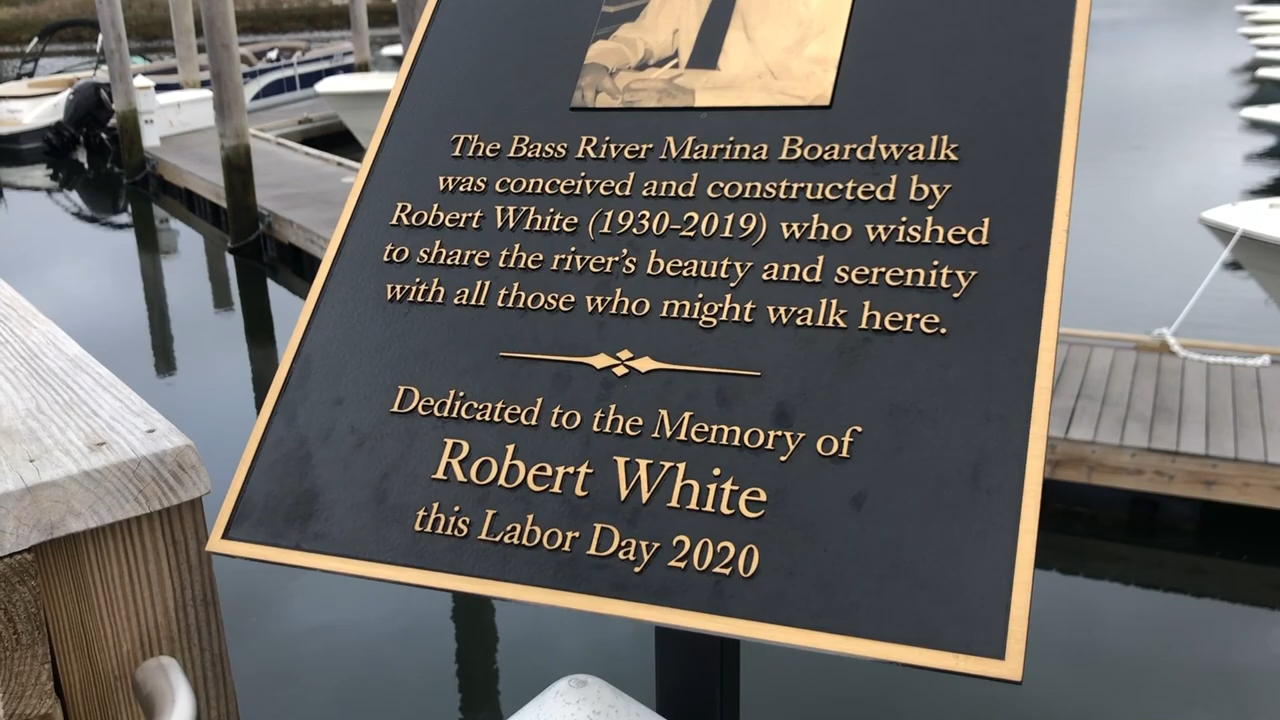 The Bass River Marina Boardwalk
was conceived and constructed by
Robert White (1930-2019) who wished
to share the river's beauty and serenity
with all those who might walk here.
Dedicated to the Memory of
Robert White
this Labor Day 2020